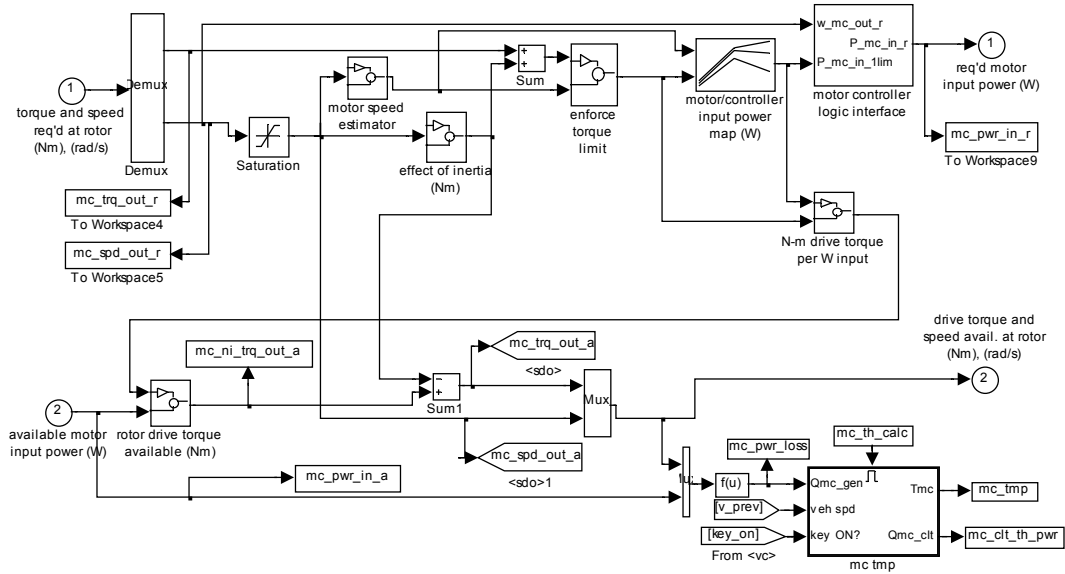 w_mc_out_r
P_mc_in_r
P_mc_in_1lim
motor controller
logic interface
1
req'd motor
input power (W)
mc_pwr_in_r
To Workspace9
1
torque and speed
req'd at rotor
(Nm), (rad/s)
Demux
Demux
Saturation
motor speed
estimator
effect of inertia
(Nm)
+
+
Sum
enforce
torque
limit
motor/controller
input power
map (W)
mc_trq_out_r
To Workspace4
mc_spd_out_r
To Workspace5
N-m drive torque
per W input
drive torque and
speed avail. at rotor
(Nm), (rad/s)
2
mc_ni_trq_out_a
mc_trq_out_a
<sdo>
−
+
Sum1
Mux
2
available motor
input power (W)
rotor drive torque
available (Nm)
mc_spd_out_a
<sdo>1
mc_pwr_in_a
mc_pwr_loss
mc_th_calc
f(u)
[v_prev]
[key_on]
From <vc>
Qmc_gen
veh spd
key ON?
Tmc
Qmc_clt
mc tmp
mc_tmp
mc_clt_th_pwr